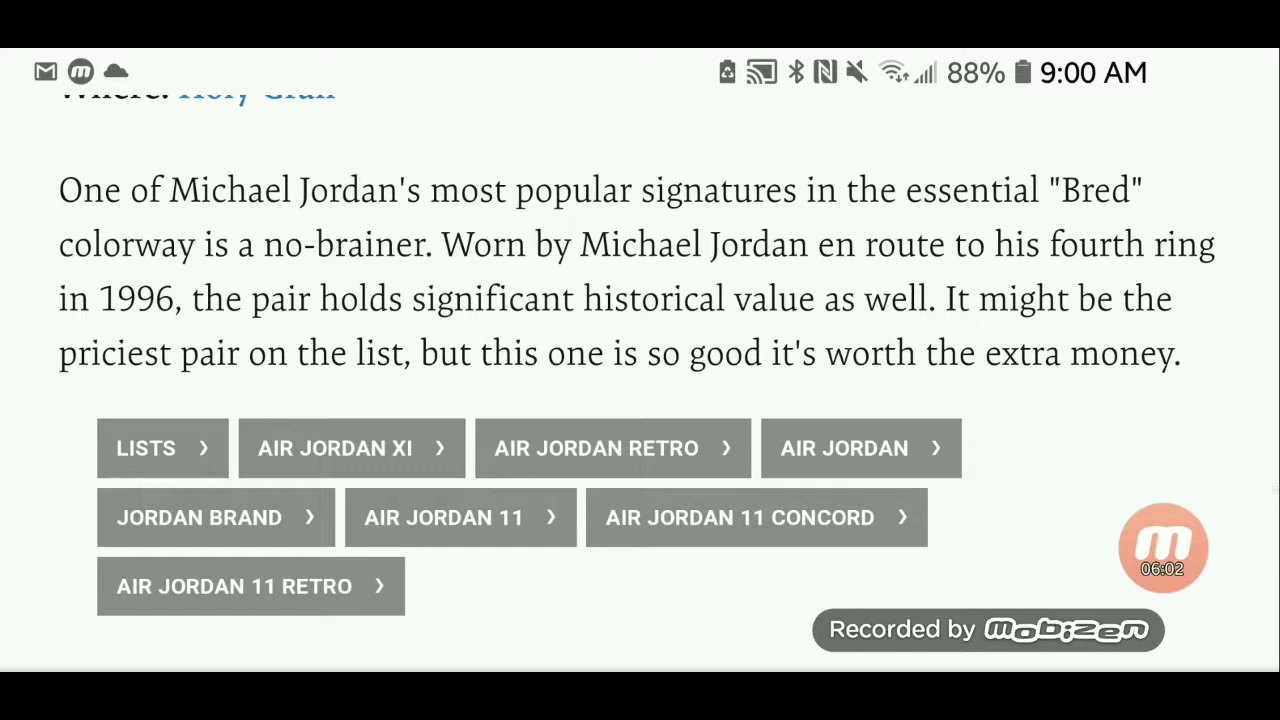 88% 9:00 AM
Where: Holy Grail
One of Michael Jordan's most popular signatures in the essential "Bred"
colorway is a no-brainer. Worn by Michael Jordan en route to his fourth ring
in 1996, the pair holds significant historical value as well. It might be the
priciest pair on the list, but this one is so good it's worth the extra money.
LISTS > AIR JORDAN XI > AIR JORDAN RETRO > AIR JORDAN >
JORDAN BRAND > AIR JORDAN 11 > AIR JORDAN 11 CONCORD >
AIR JORDAN 11 RETRO >
06:02
Recorded by mobizen